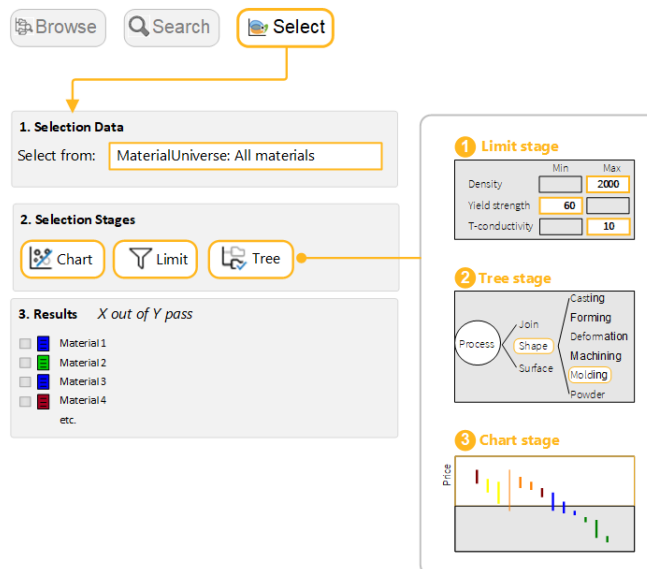 Browse
Search
Select
1. Selection Data
Select from: MaterialUniverse: All materials
2. Selection Stages
Chart
Limit
Tree
3. Results X out of Y pass
Material 1
Material 2
Material 3
Material 4
etc.
1 Limit stage
Min Max
Density 2000
Yield strength 60
T-conductivity 10
2 Tree stage
Process
Join
Shape
Surface
Casting
Forming
Deformation
Machining
Molding
Powder
3 Chart stage
Price